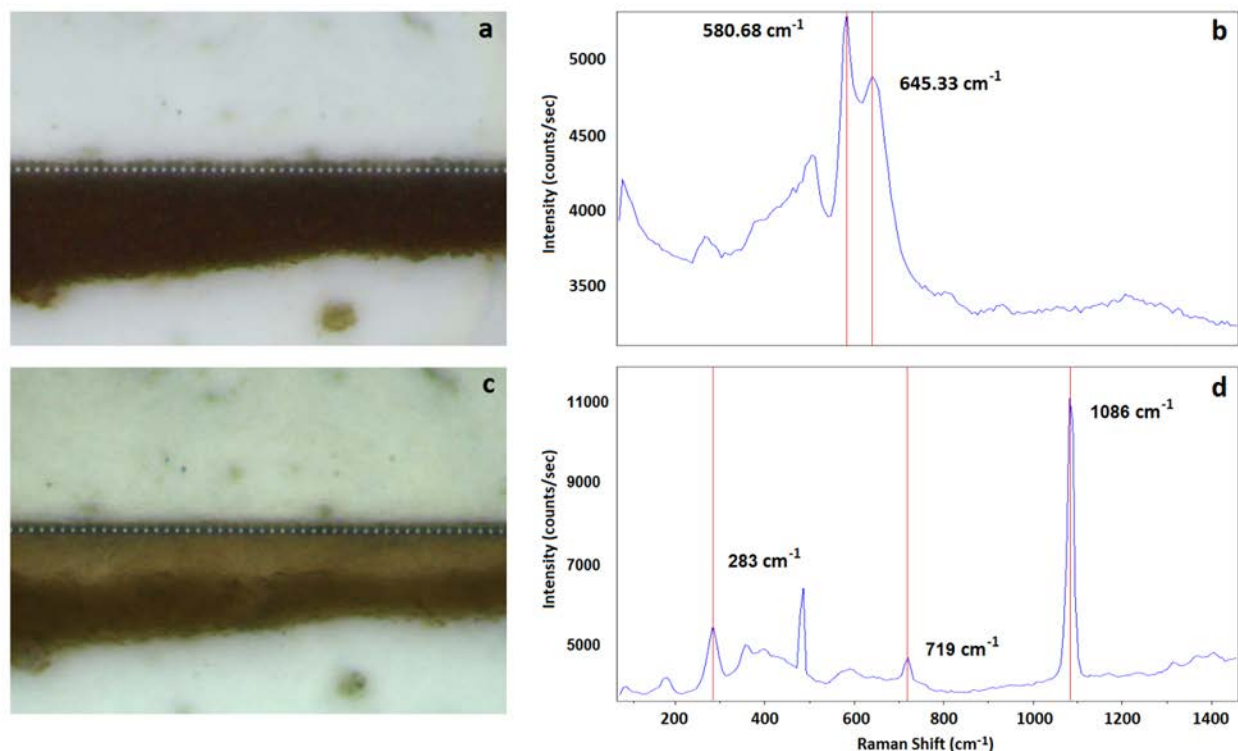 a
b
580.68 cm-1
645.33 cm-1
Intensity (counts/sec)
5000
4500
4000
3500
c
d
283 cm-1
719 cm-1
1086 cm-1
Intensity (counts/sec)
11000
9000
7000
5000
200
400
600
800
1000
1200
1400
Raman Shift (cm-1)